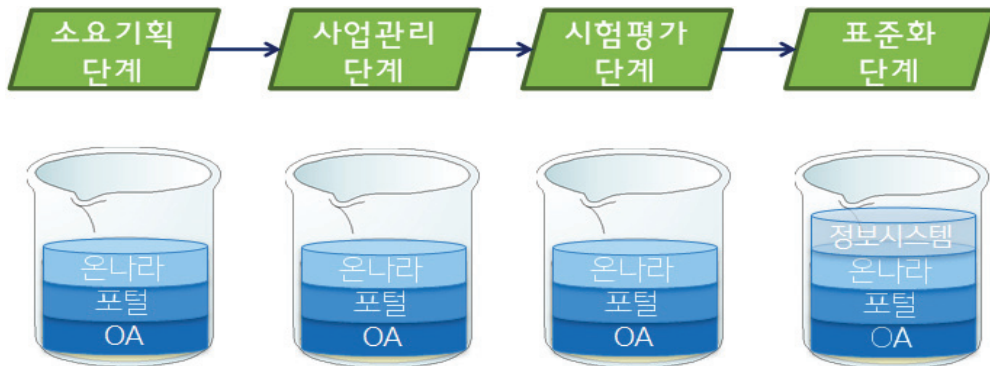 소요기획
단계
사업관리
단계
시험평가
단계
표준화
단계
온나라
포털
OA
온나라
포털
OA
온나라
포털
OA
정보시스템
온나라
포털
OA